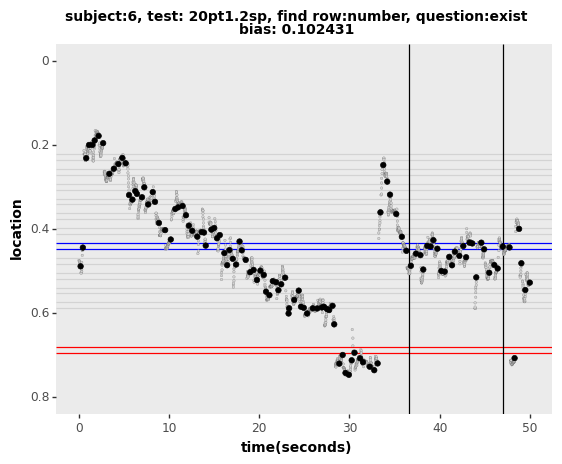 subject:6, test: 20pt1.2sp, find row:number, question:exist
bias: 0.102431
0
0.2
0.4
0.6
0.8
location
0 10 20 30 40 50
time(seconds)